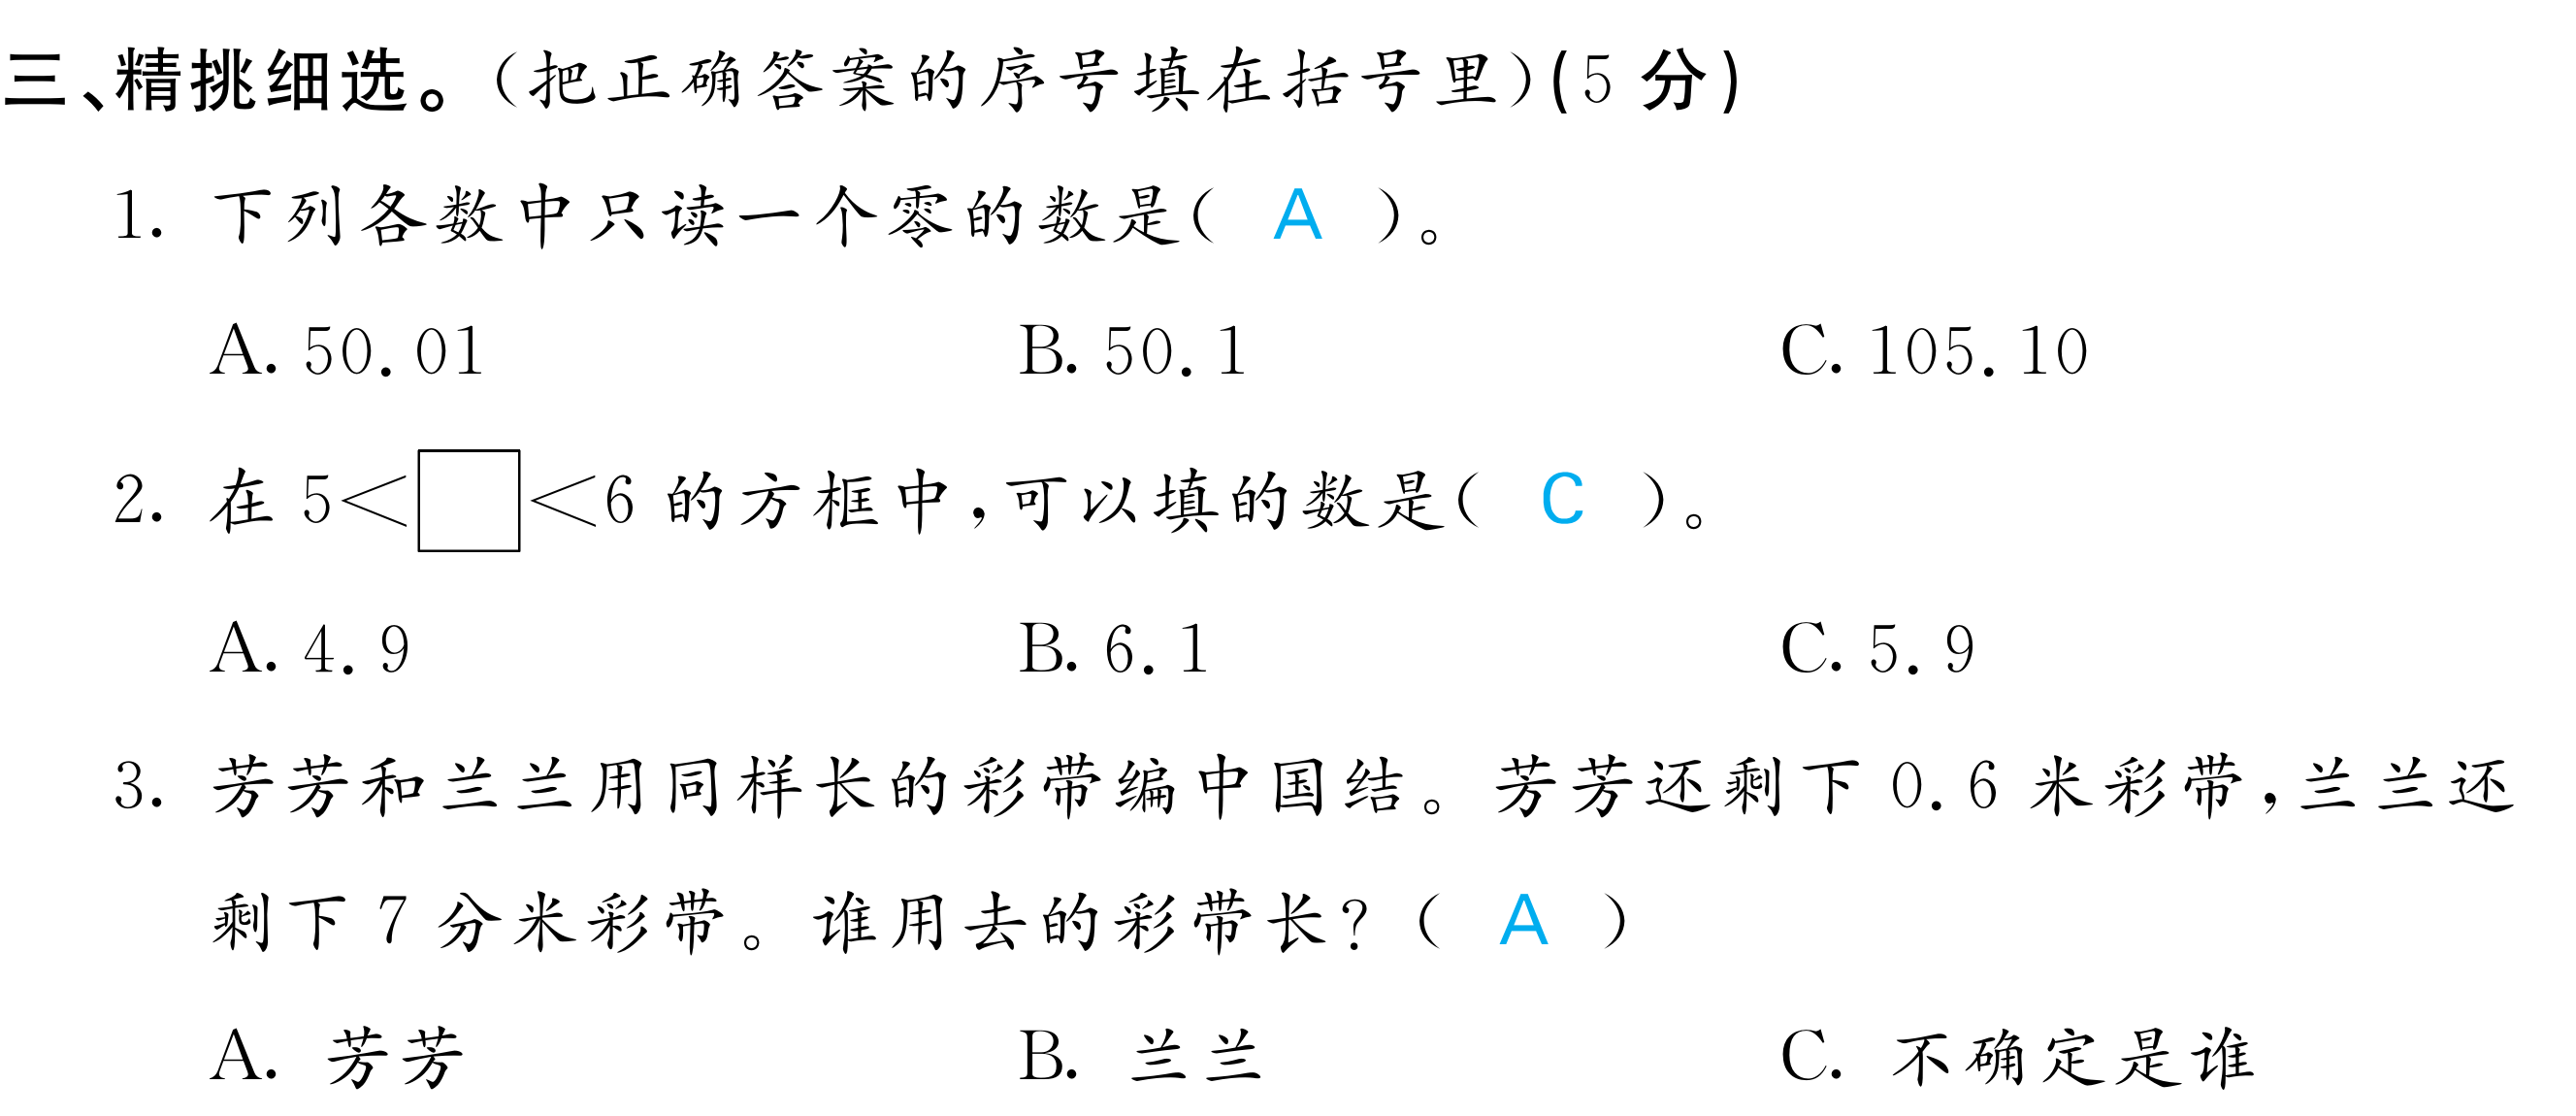 三、精挑细选。(把正确答案的序号填在括号里)(5 分)
1. 下列各数中只读一个零的数是( A )。
A. 50.01 B. 50.1 C. 105.10
2. 在 5<□<6 的方框中,可以填的数是( C )。
A. 4.9 B. 6.1 C. 5.9
3. 芳芳和兰兰用同样长的彩带编中国结。芳芳还剩下 0.6 米彩带,兰兰还
剩下 7 分米彩带。谁用去的彩带长?( A )
A. 芳芳 B. 兰兰 C. 不确定是谁